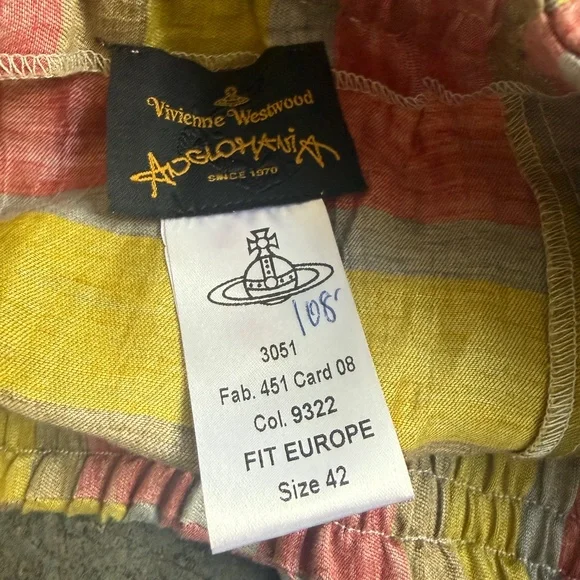 Vivienne Westwood
ANGLOMANIA
SINCE 1970
108
3051
Fab. 451 Card 08
Col. 9322
FIT EUROPE
Size 42